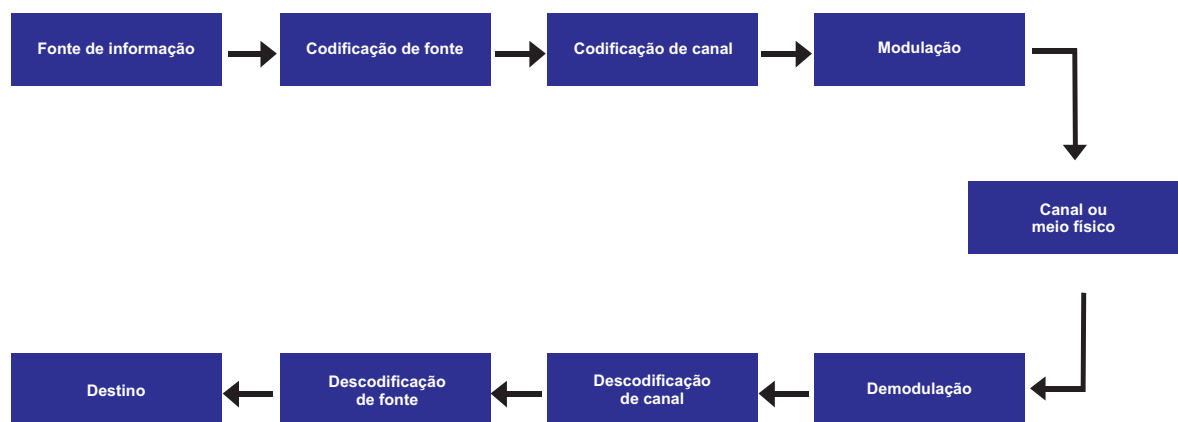 Fonte de informação
Codificação de fonte
Codificação de canal
Modulação
Canal ou
meio físico
Destino
Descodificação
de fonte
Descodificação
de canal
Demodulação